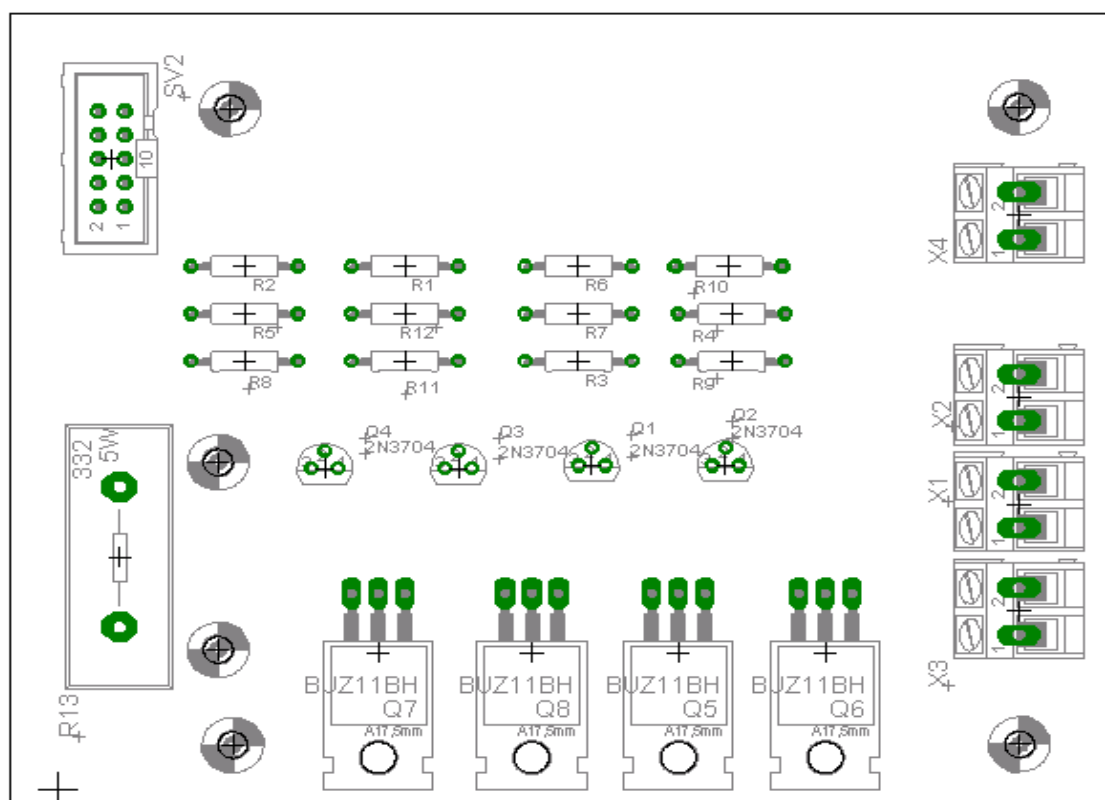 SV2
10
2 1
2
1
X4
R2 R1 R6 R10
R5 R12 R7 R4
R8 R11 R3 R9
2
1
X2
Q4
2N3704
Q3
2N3704
Q1
2N3704
Q2
2N3704
332
5W
2
1
X1
2
1
X3
R13
BUZ11BH
Q7
A17,5mm
BUZ11BH
Q8
A17,5mm
BUZ11BH
Q5
A17,5mm
BUZ11BH
Q6
A17,5mm